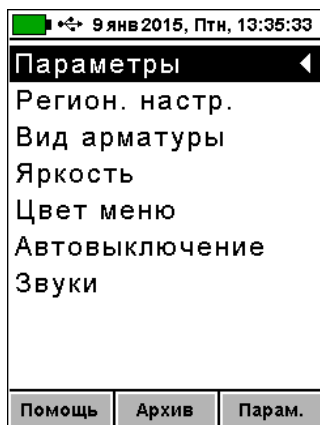 9 янв 2015, Птн, 13:35:33
Параметры
Регион. настр.
Вид арматуры
Яркость
Цвет меню
Автовыключение
Звуки
Помощь Архив Парам.